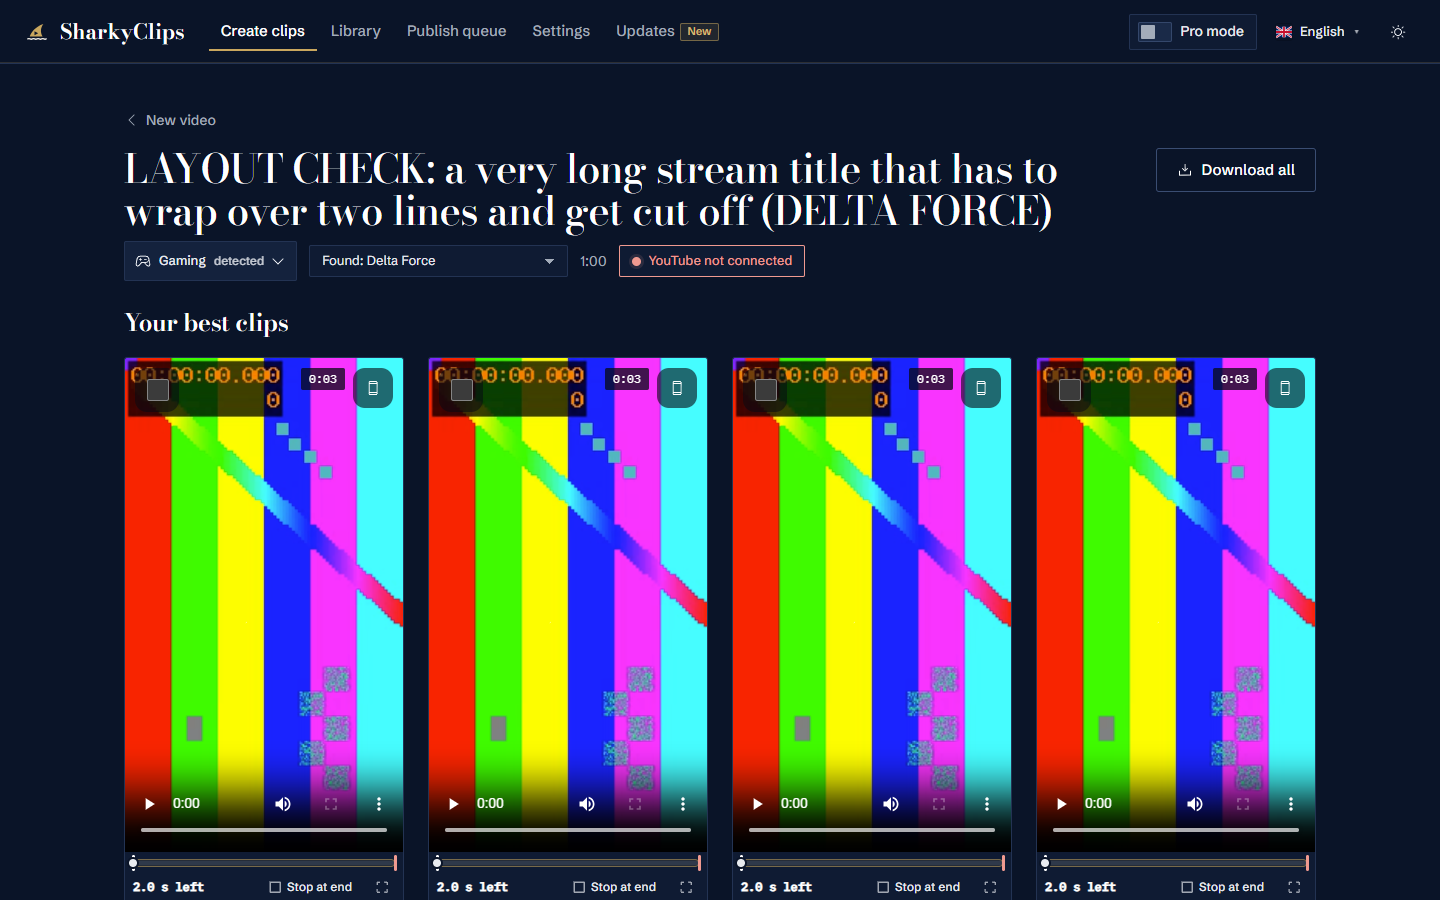 SharkyClips
Create clips
Library
Publish queue
Settings
Updates New
Pro mode
English
New video
LAYOUT CHECK: a very long stream title that has to
wrap over two lines and get cut off (DELTA FORCE)
Download all
Gaming detected
Found: Delta Force
1:00
YouTube not connected
Your best clips
00:00:00.000
0
0:03
00:00:00.000
0
0:03
00:00:00.000
0
0:03
00:00:00.000
0
0:03
0:00
0:00
0:00
0:00
2.0 s left
Stop at end
2.0 s left
Stop at end
2.0 s left
Stop at end
2.0 s left
Stop at end